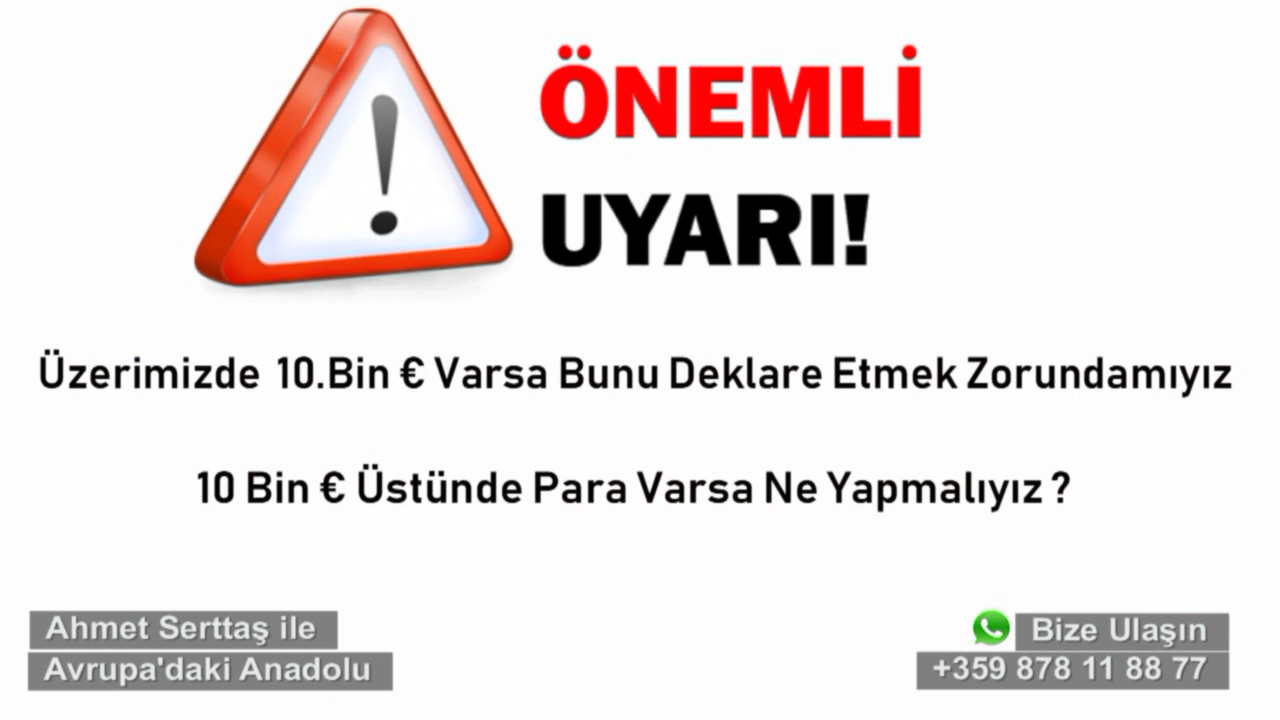 ÖNEMLİ
UYARI!
Üzerimizde 10.Bin € Varsa Bunu Deklare Etmek Zorundamıyız
10 Bin € Üstünde Para Varsa Ne Yapmalıyız ?
Ahmet Serttaş ile
Avrupa'daki Anadolu
Bize Ulaşın
+359 878 11 88 77